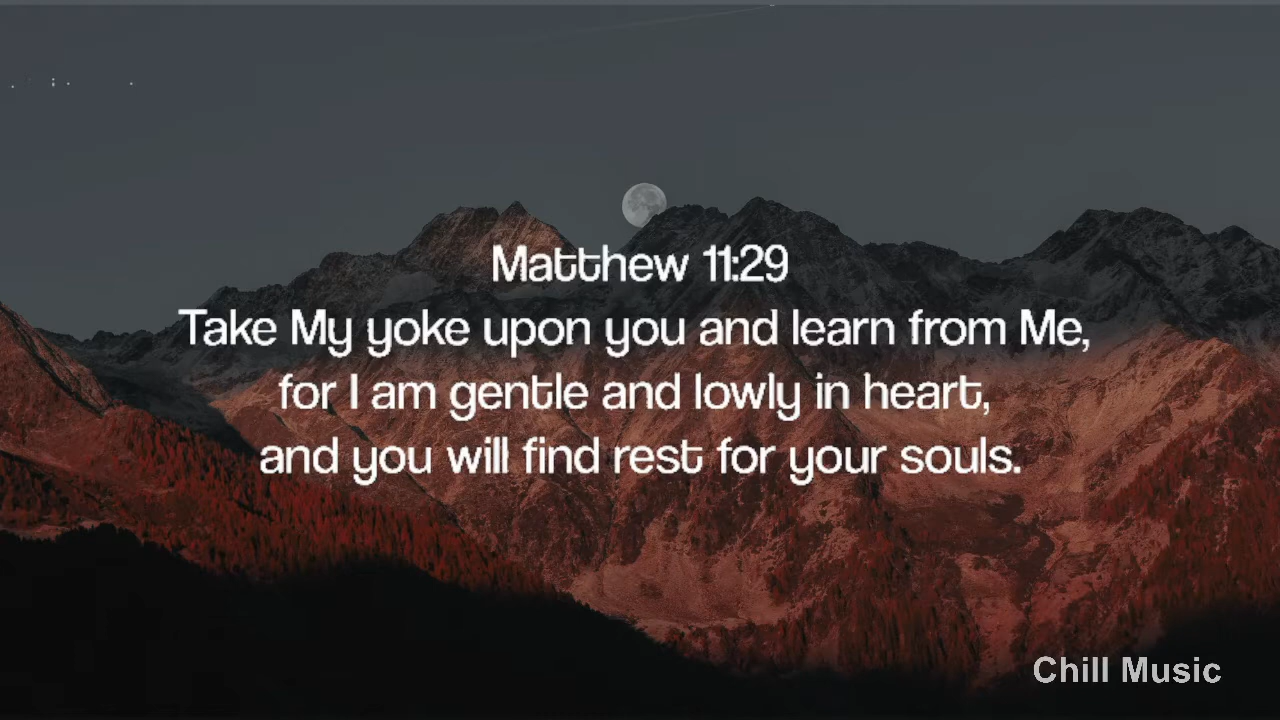 Matthew 11:29
Take My yoke upon you and learn from Me,
for I am gentle and lowly in heart,
and you will find rest for your souls.
Chill Music